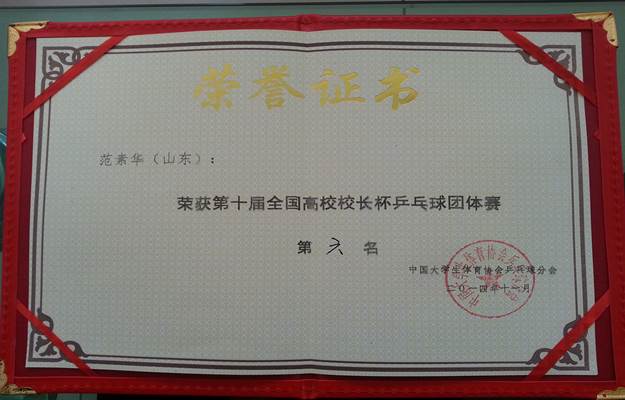 荣誉证书
范素华（山东）：
荣获第十届全国高校校长杯乒乓球团体赛
第六名
中国大学生体育协会乒乓球分会
二〇一四年十一月